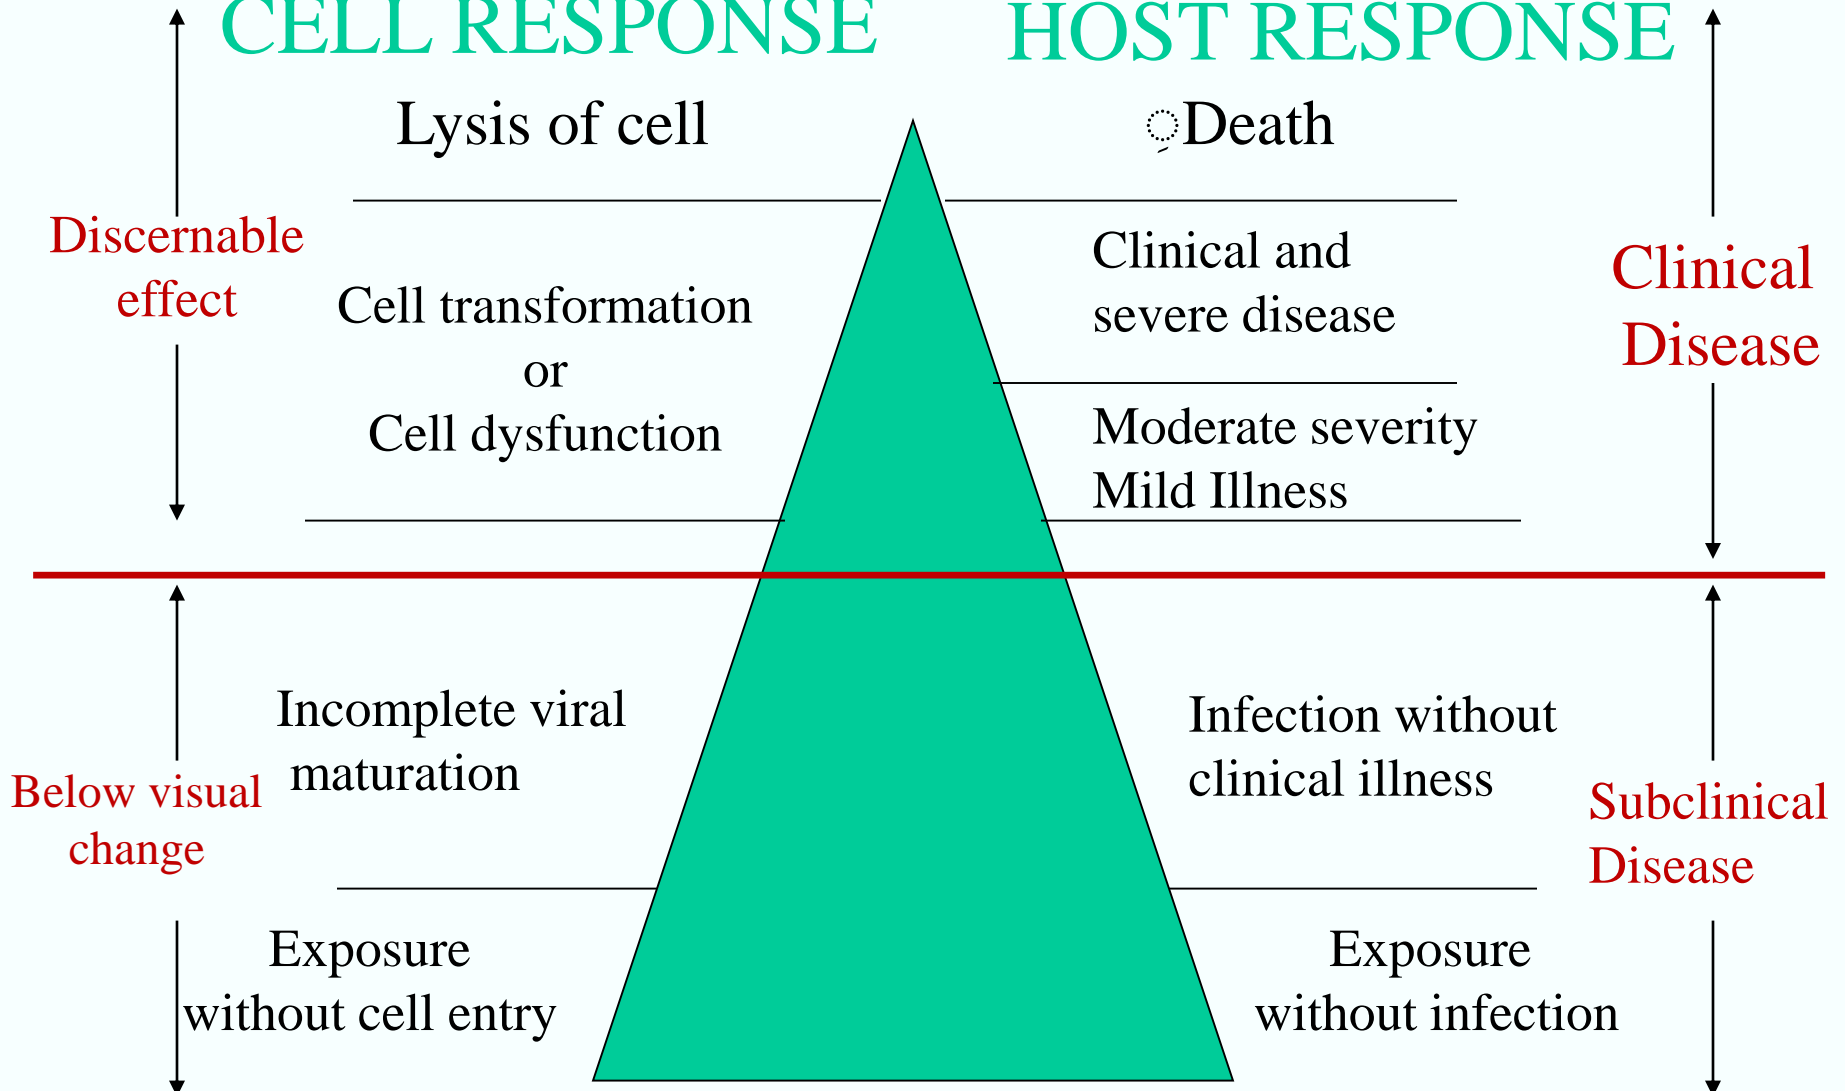 CELL RESPONSE
HOST RESPONSE
Lysis of cell
Death
Discernable
effect
Cell transformation
or
Cell dysfunction
Clinical and
severe disease
Moderate severity
Mild Illness
Clinical
Disease
Below visual
change
Incomplete viral
maturation
Exposure
without cell entry
Infection without
clinical illness
Exposure
without infection
Subclinical
Disease